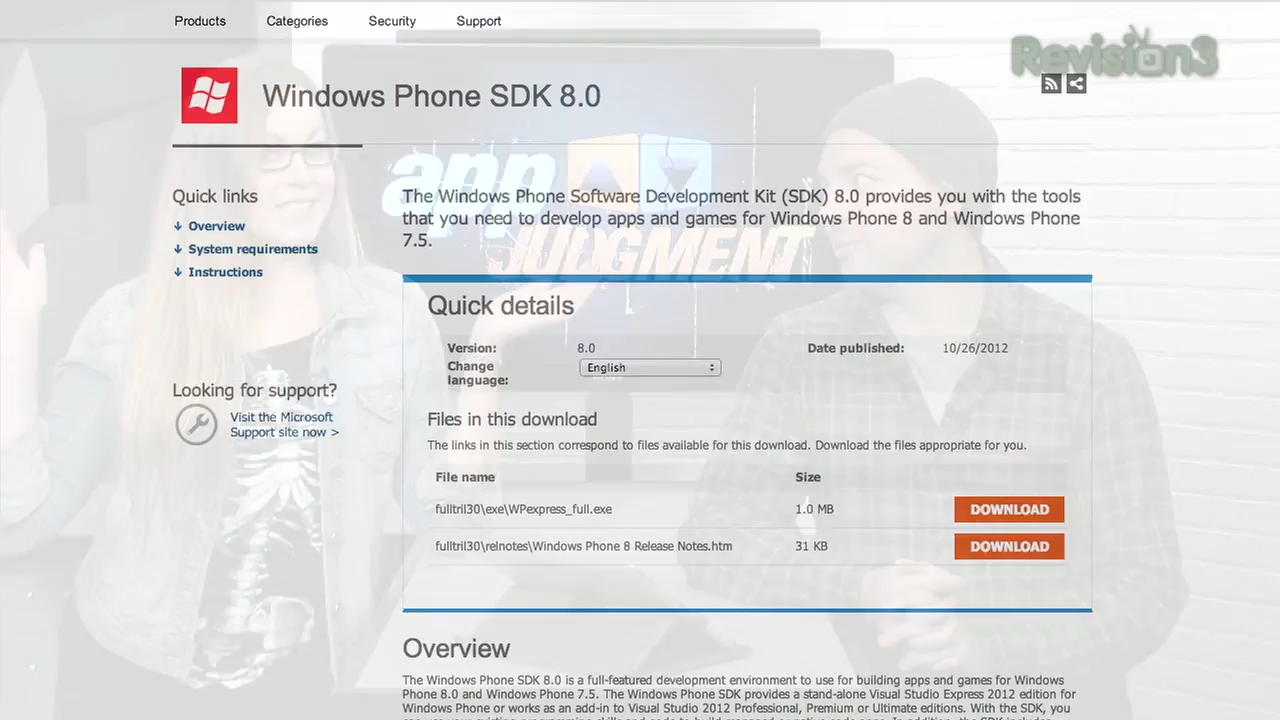 Products Categories Security Support
Revision3
Windows Phone SDK 8.0
Quick links
Overview
System requirements
Instructions
Looking for support?
Visit the Microsoft
Support site now >
app
JUDGMENT
The Windows Phone Software Development Kit (SDK) 8.0 provides you with the tools
that you need to develop apps and games for Windows Phone 8 and Windows Phone
7.5.
Quick details
Version: 8.0 Date published: 10/26/2012
Change
language: English
Files in this download
The links in this section correspond to files available for this download. Download the files appropriate for you.
File name Size
fulltril30\exe\WPexpress_full.exe 1.0 MB DOWNLOAD
fulltril30\relnotes\Windows Phone 8 Release Notes.htm 31 KB DOWNLOAD
Overview
The Windows Phone SDK 8.0 is a full-featured development environment to use for building apps and games for Windows
Phone 8.0 and Windows Phone 7.5. The Windows Phone SDK provides a stand-alone Visual Studio Express 2012 edition for
Windows Phone or works as an add-in to Visual Studio 2012 Professional, Premium or Ultimate editions. With the SDK, you